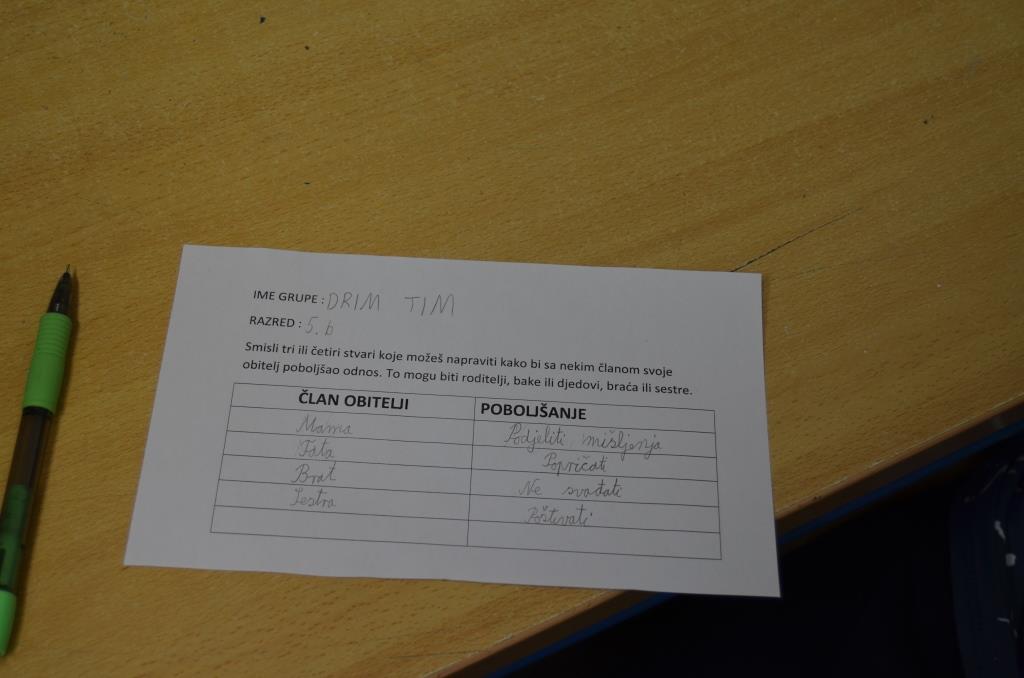 IME GRUPE : DRIM TIM
RAZRED : 5. b
Smisli tri ili četiri stvari koje možeš napraviti kako bi sa nekim članom svoje
obitelj poboljšao odnos. To mogu biti roditelji, bake ili djedovi, braća ili sestre.
ČLAN OBITELJI POBOLJŠANJE
Mama Podjeliti mišljenja
Tata Popričati
Brat Ne svađati
Sestra Poštivati